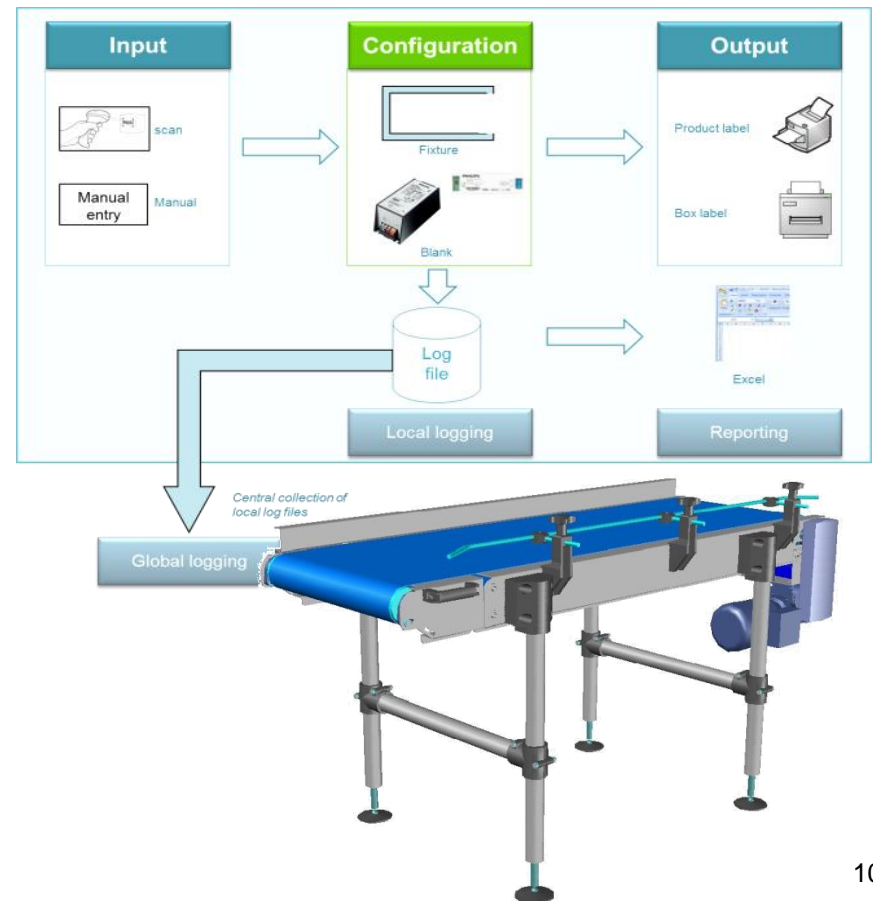 Input
Configuration
Output
scan
Manual
entry
Manual
Fixture
Blank
Product label
Box label
Log
file
Excel
Local logging
Reporting
Central collection of
local log files
Global logging
10